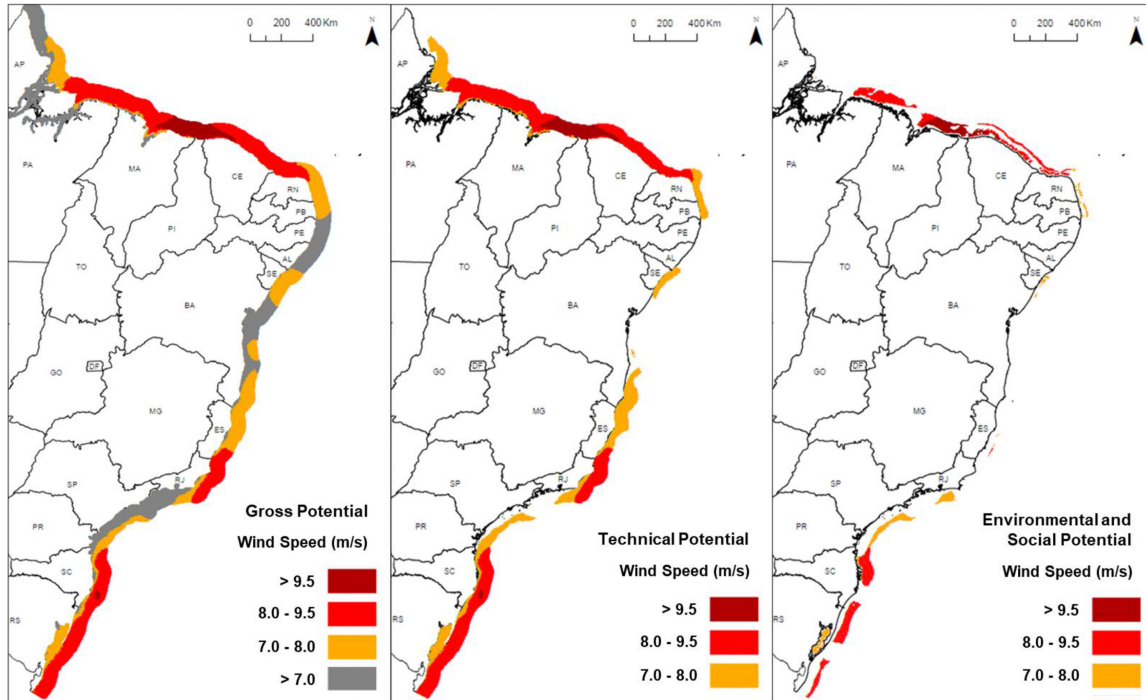 0 200 400 Km
N
AP
PA
MA
CE
RN
PB
PE
AL
SE
PI
TO
BA
GO
DF
MG
ES
RJ
SP
PR
SC
RS
Gross Potential
Wind Speed (m/s)
> 9.5
8.0 - 9.5
7.0 - 8.0
> 7.0
0 200 400 Km
N
AP
PA
MA
CE
RN
PB
PE
AL
SE
PI
TO
BA
GO
DF
MG
ES
RJ
SP
PR
SC
RS
Technical Potential
Wind Speed (m/s)
> 9.5
8.0 - 9.5
7.0 - 8.0
0 200 400 Km
N
AP
PA
MA
CE
RN
PB
PE
AL
SE
PI
TO
BA
GO
DF
MG
ES
RJ
SP
PR
SC
RS
Environmental and
Social Potential
Wind Speed (m/s)
> 9.5
8.0 - 9.5
7.0 - 8.0